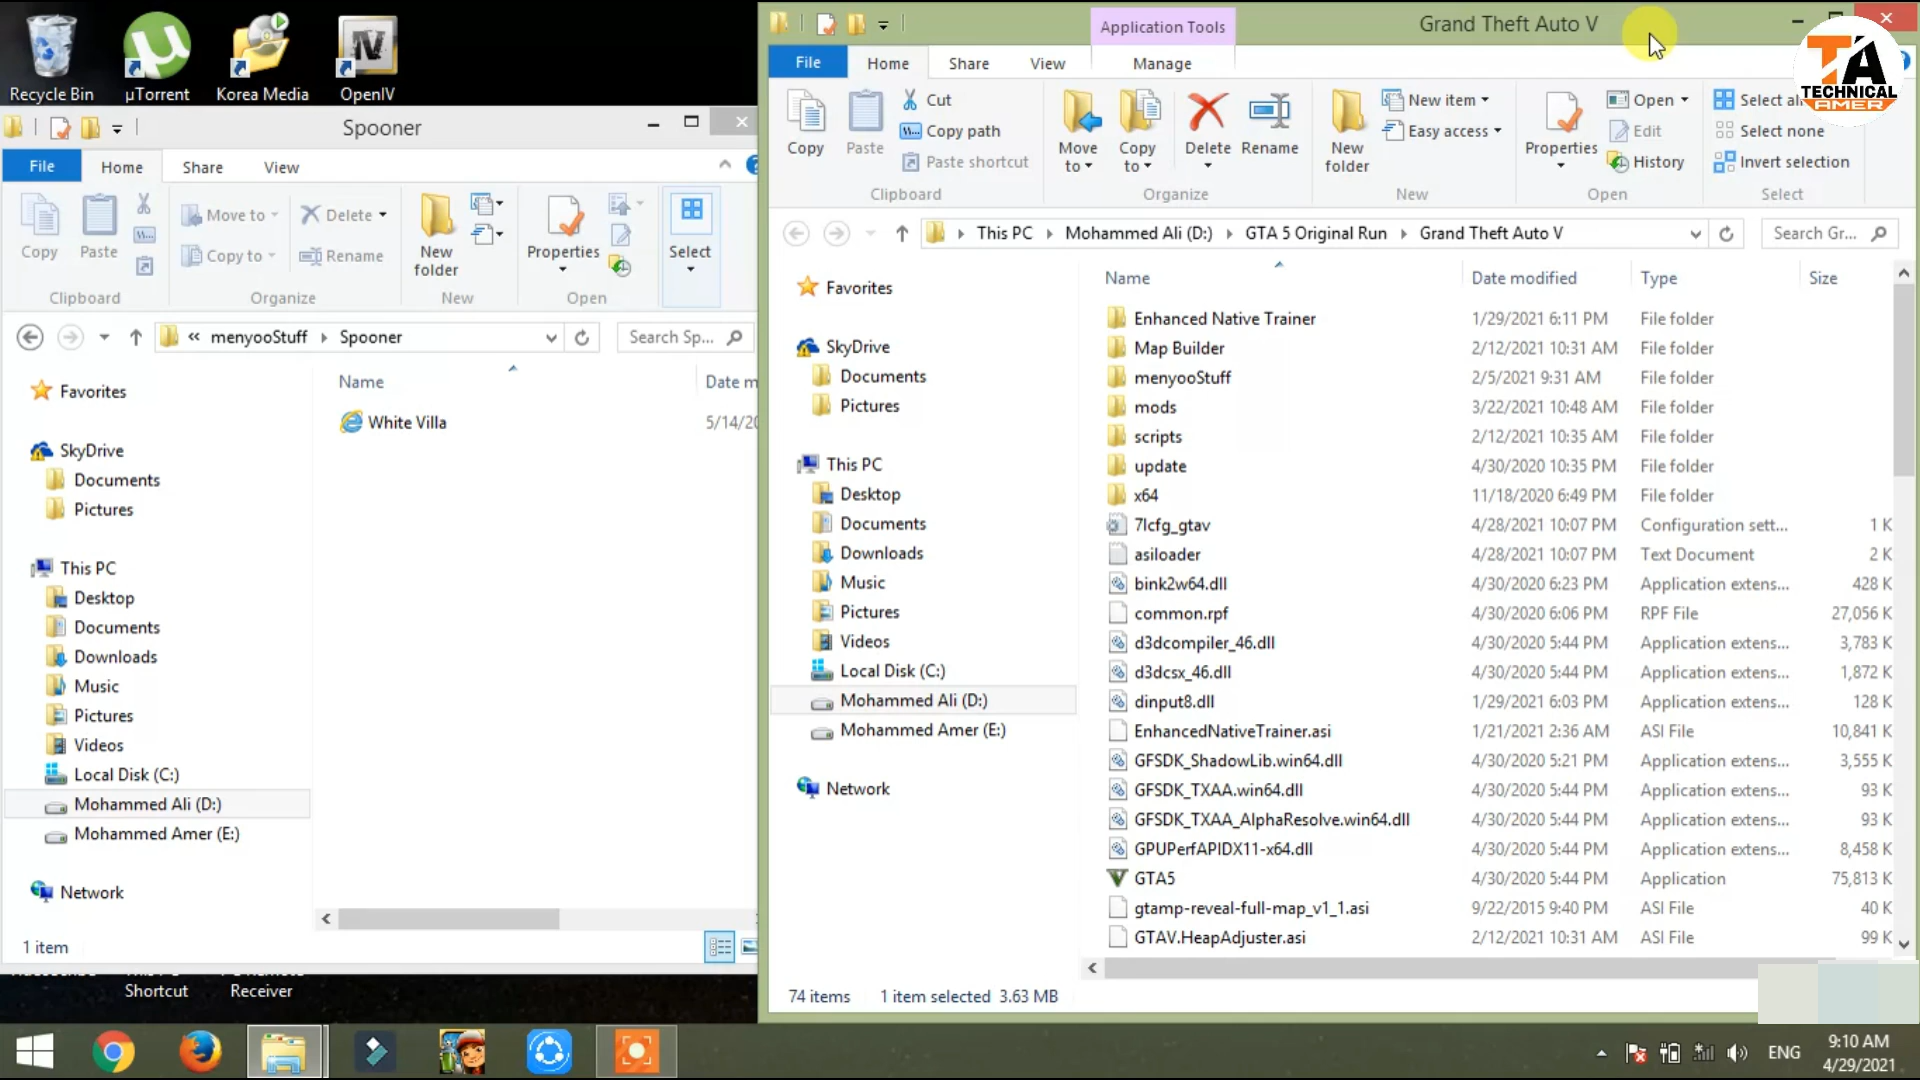 Recycle Bin
µTorrent
Korea Media
OpenIV
Spooner
File
Home
Share
View
Copy
Paste
Move to
Copy to
Delete
Rename
New folder
Properties
Select
Clipboard
Organize
New
Open
« menyooStuff Spooner
Search Sp...
Name
Date m
White Villa
5/14/20
Favorites
SkyDrive
Documents
Pictures
This PC
Desktop
Documents
Downloads
Music
Pictures
Videos
Local Disk (C:)
Mohammed Ali (D:)
Mohammed Amer (E:)
Network
1 item
Shortcut
Receiver
Application Tools
Grand Theft Auto V
TA
TECHNICAL
AMER
File
Home
Share
View
Manage
Copy
Paste
Cut
Copy path
Paste shortcut
Clipboard
Move to
Copy to
Delete
Rename
Organize
New folder
New item
Easy access
New
Properties
Open
Edit
History
Open
Select all
Select none
Invert selection
Select
This PC Mohammed Ali (D:) GTA 5 Original Run Grand Theft Auto V
Search Gr...
Favorites
SkyDrive
Documents
Pictures
This PC
Desktop
Documents
Downloads
Music
Pictures
Videos
Local Disk (C:)
Mohammed Ali (D:)
Mohammed Amer (E:)
Network
Name Date modified Type Size
Enhanced Native Trainer 1/29/2021 6:11 PM File folder
Map Builder 2/12/2021 10:31 AM File folder
menyooStuff 2/5/2021 9:31 AM File folder
mods 3/22/2021 10:48 AM File folder
scripts 2/12/2021 10:35 AM File folder
update 4/30/2020 10:35 PM File folder
x64 11/18/2020 6:49 PM File folder
7lcfg_gtav 4/28/2021 10:07 PM Configuration sett... 1 K
asiloader 4/28/2021 10:07 PM Text Document 2 K
bink2w64.dll 4/30/2020 6:23 PM Application extens... 428 K
common.rpf 4/30/2020 6:06 PM RPF File 27,056 K
d3dcompiler_46.dll 4/30/2020 5:44 PM Application extens... 3,783 K
d3dcsx_46.dll 4/30/2020 5:44 PM Application extens... 1,872 K
dinput8.dll 1/29/2021 6:03 PM Application extens... 128 K
EnhancedNativeTrainer.asi 1/21/2021 2:36 AM ASI File 10,841 K
GFSDK_ShadowLib.win64.dll 4/30/2020 5:21 PM Application extens... 3,555 K
GFSDK_TXAA.win64.dll 4/30/2020 5:44 PM Application extens... 93 K
GFSDK_TXAA_AlphaResolve.win64.dll 4/30/2020 5:44 PM Application extens... 93 K
GPUPerfAPIDX11-x64.dll 4/30/2020 5:44 PM Application extens... 8,458 K
GTA5 4/30/2020 5:44 PM Application 75,813 K
gtamp-reveal-full-map_v1_1.asi 9/22/2015 9:40 PM ASI File 40 K
GTAV.HeapAdjuster.asi 2/12/2021 10:31 AM ASI File 99 K
74 items 1 item selected 3.63 MB
ENG
9:10 AM
4/29/2021